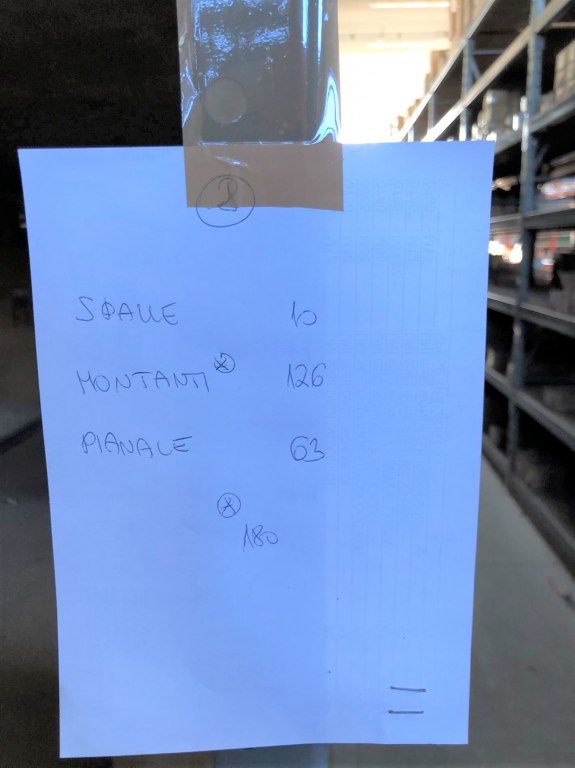 2
SPALLE 10
MONTANTI * 126
PIANALE 63
*
180